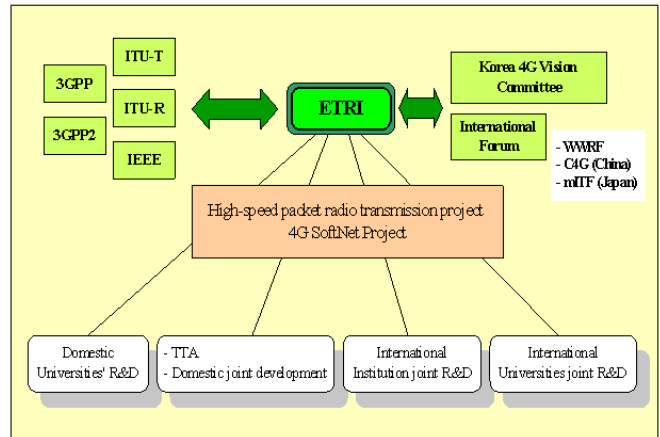 ITU-T
3GPP
ITU-R
3GPP2
IEEE
ETRI
Korea 4G Vision
Committee
International
Forum
- WWRF
- C4G (China)
- mITF (Japan)
High-speed packet radio transmission project
4G SoftNet Project
Domestic
Universities' R&D
- TTA
- Domestic joint development
International
Institution joint R&D
International
Universities joint R&D